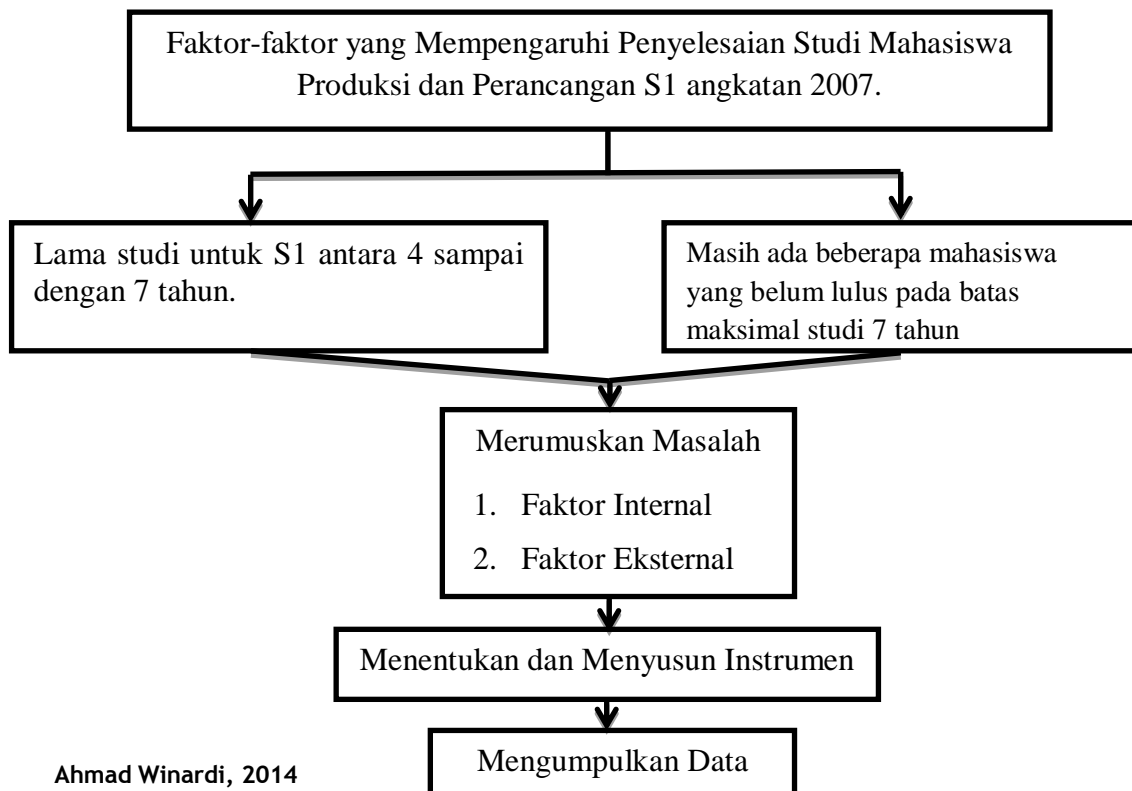 Faktor-faktor yang Mempengaruhi Penyelesaian Studi Mahasiswa
Produksi dan Perancangan S1 angkatan 2007.
Lama studi untuk S1 antara 4 sampai
dengan 7 tahun.
Masih ada beberapa mahasiswa
yang belum lulus pada batas
maksimal studi 7 tahun
Merumuskan Masalah
1. Faktor Internal
2. Faktor Eksternal
Menentukan dan Menyusun Instrumen
Mengumpulkan Data
Ahmad Winardi, 2014